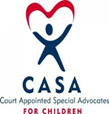 CASA
Court Appointed Special Advocates
FOR CHILDREN